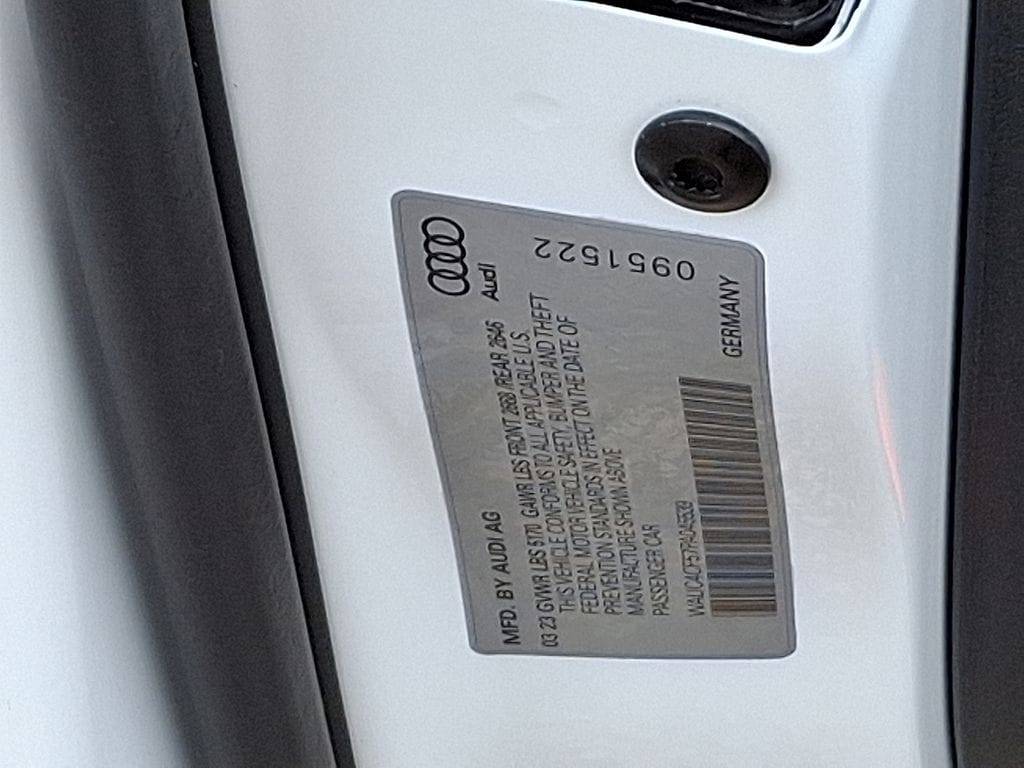 Audi
MFD. BY AUDI AG
03 23 GVWR LBS 5170 GAWR LBS FRONT 2668 /REAR 2646
THIS VEHICLE CONFORMS TO ALL APPLICABLE U.S.
FEDERAL MOTOR VEHICLE SAFETY, BUMPER AND THEFT
PREVENTION STANDARDS IN EFFECT ON THE DATE OF
MANUFACTURE SHOWN ABOVE
PASSENGER CAR
GERMANY
0951522